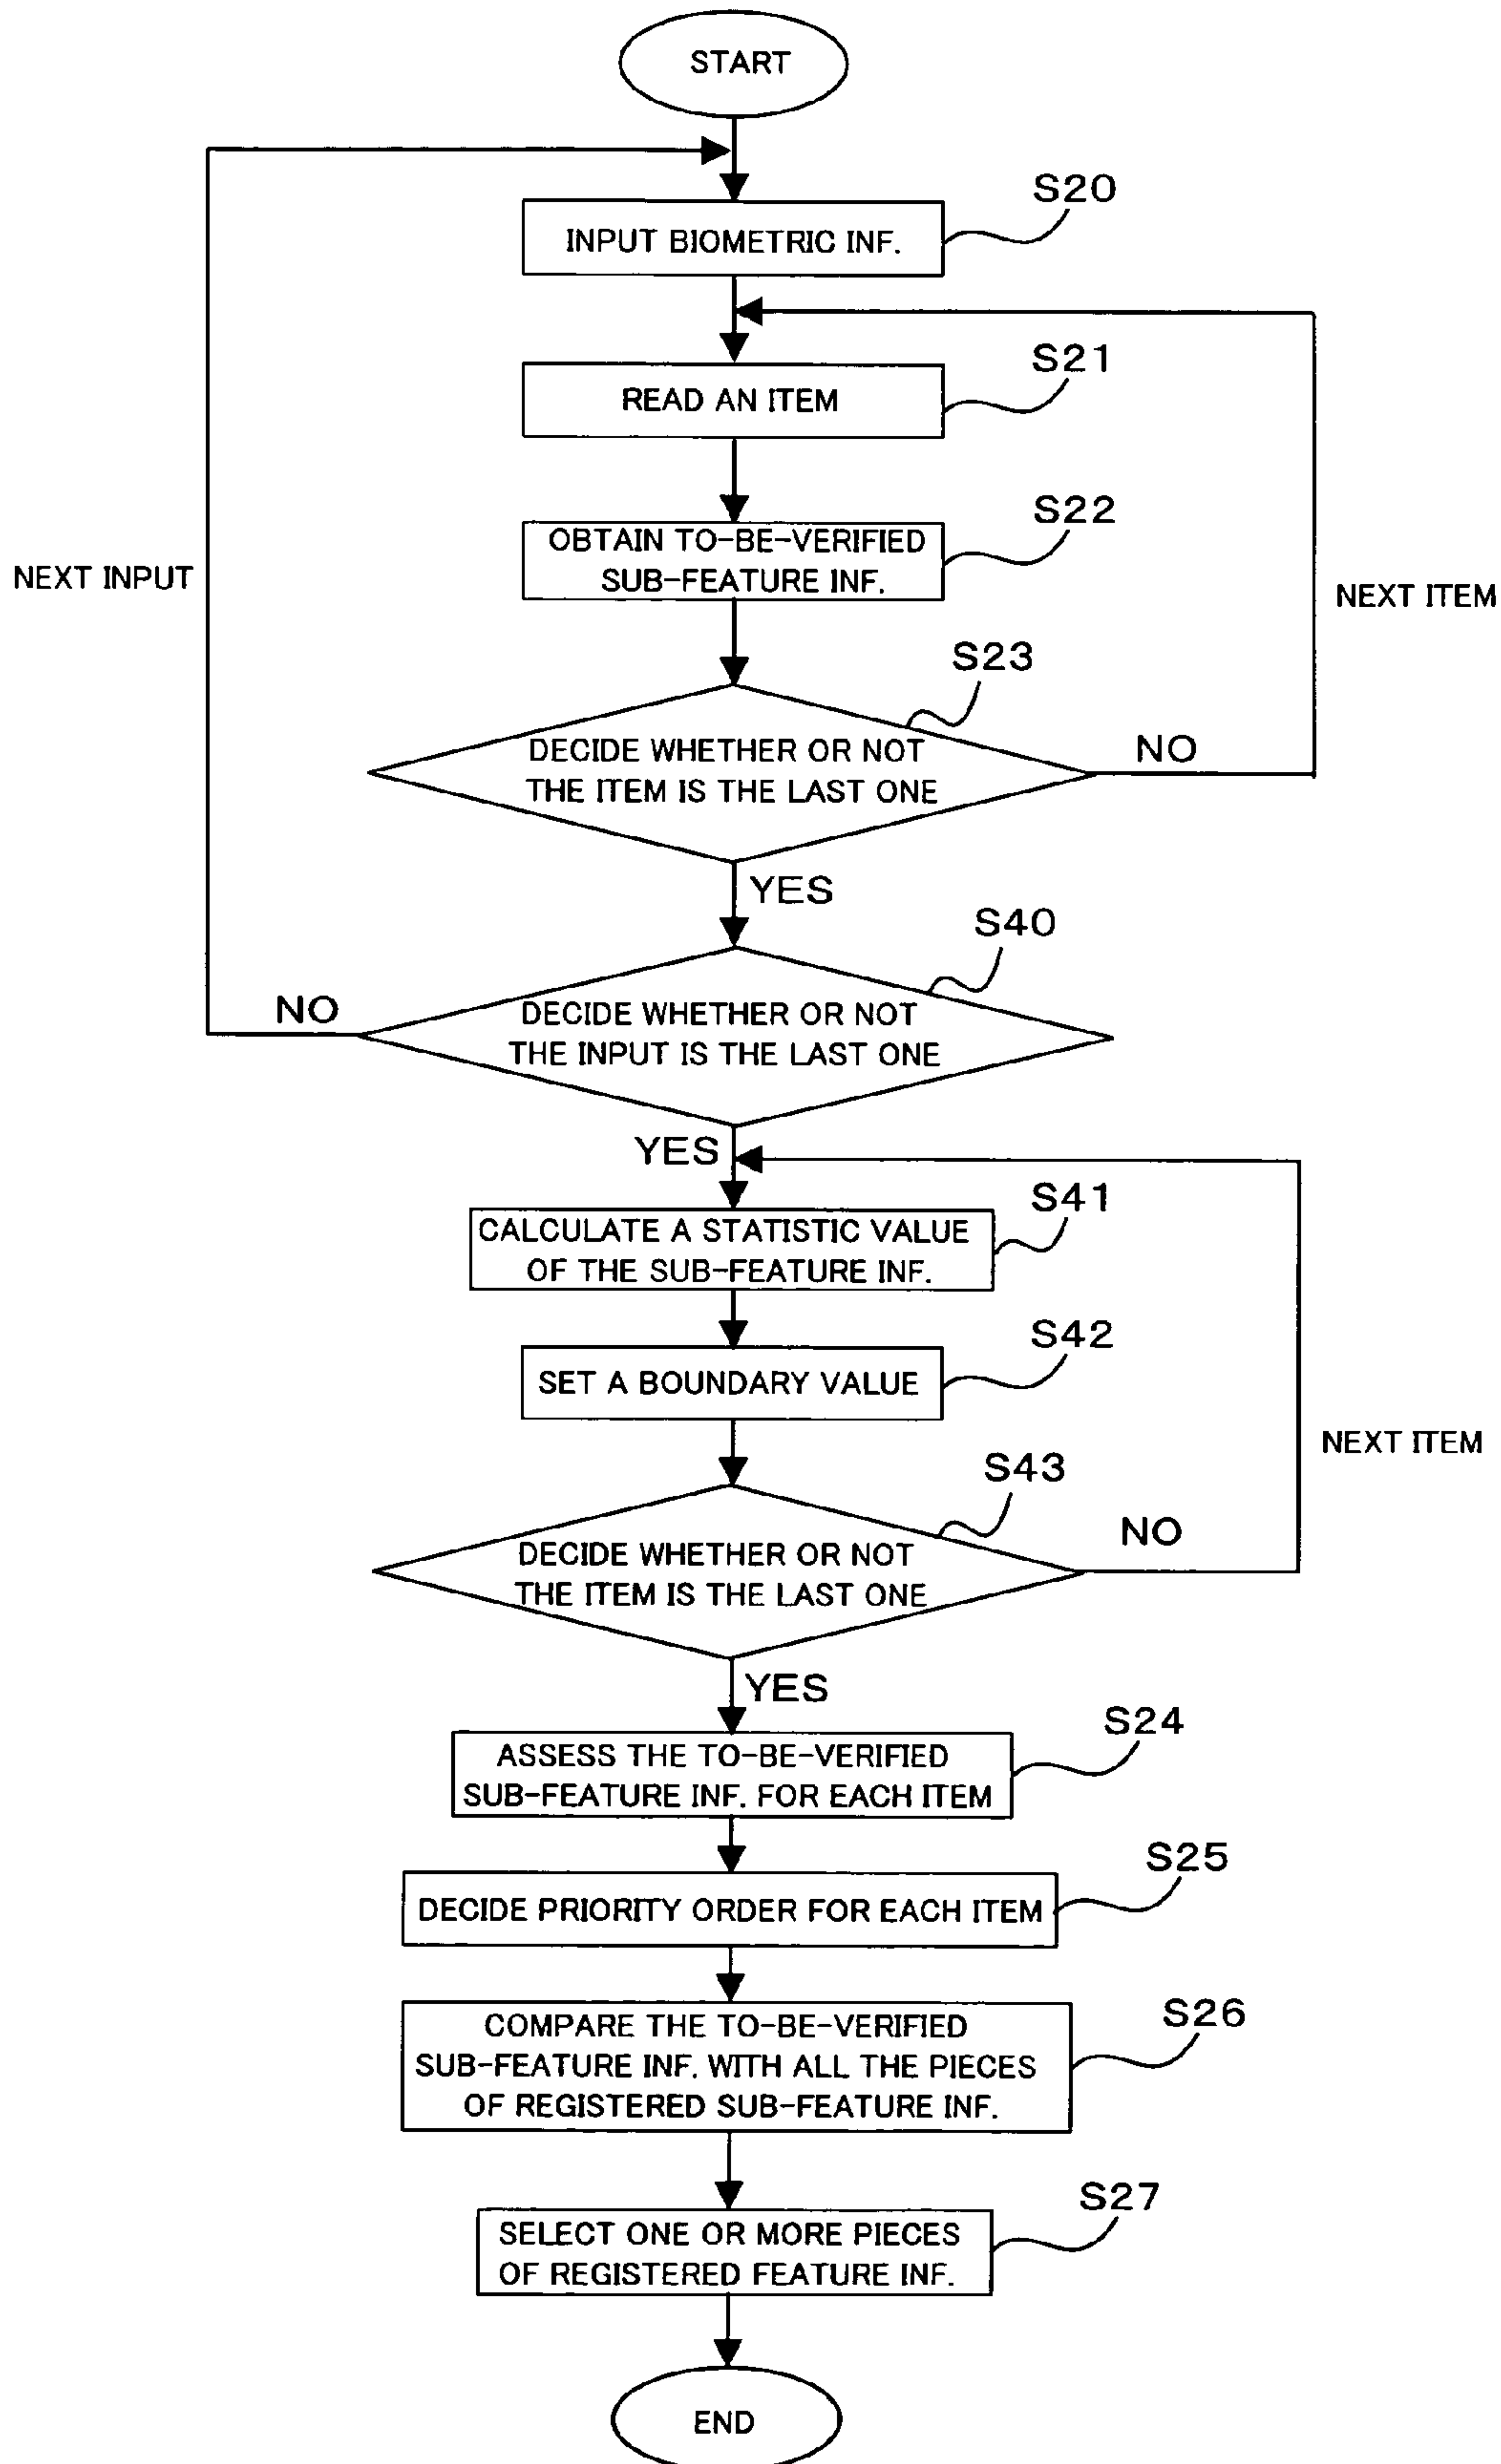 START
S20
INPUT BIOMETRIC INF.
S21
READ AN ITEM
S22
OBTAIN TO-BE-VERIFIED
SUB-FEATURE INF.
NEXT INPUT
NEXT ITEM
S23
DECIDE WHETHER OR NOT
THE ITEM IS THE LAST ONE
NO
YES
S40
DECIDE WHETHER OR NOT
THE INPUT IS THE LAST ONE
NO
YES
S41
CALCULATE A STATISTIC VALUE
OF THE SUB-FEATURE INF.
S42
SET A BOUNDARY VALUE
NEXT ITEM
S43
DECIDE WHETHER OR NOT
THE ITEM IS THE LAST ONE
NO
YES
S24
ASSESS THE TO-BE-VERIFIED
SUB-FEATURE INF. FOR EACH ITEM
S25
DECIDE PRIORITY ORDER FOR EACH ITEM
S26
COMPARE THE TO-BE-VERIFIED
SUB-FEATURE INF. WITH ALL THE PIECES
OF REGISTERED SUB-FEATURE INF.
S27
SELECT ONE OR MORE PIECES
OF REGISTERED FEATURE INF.
END